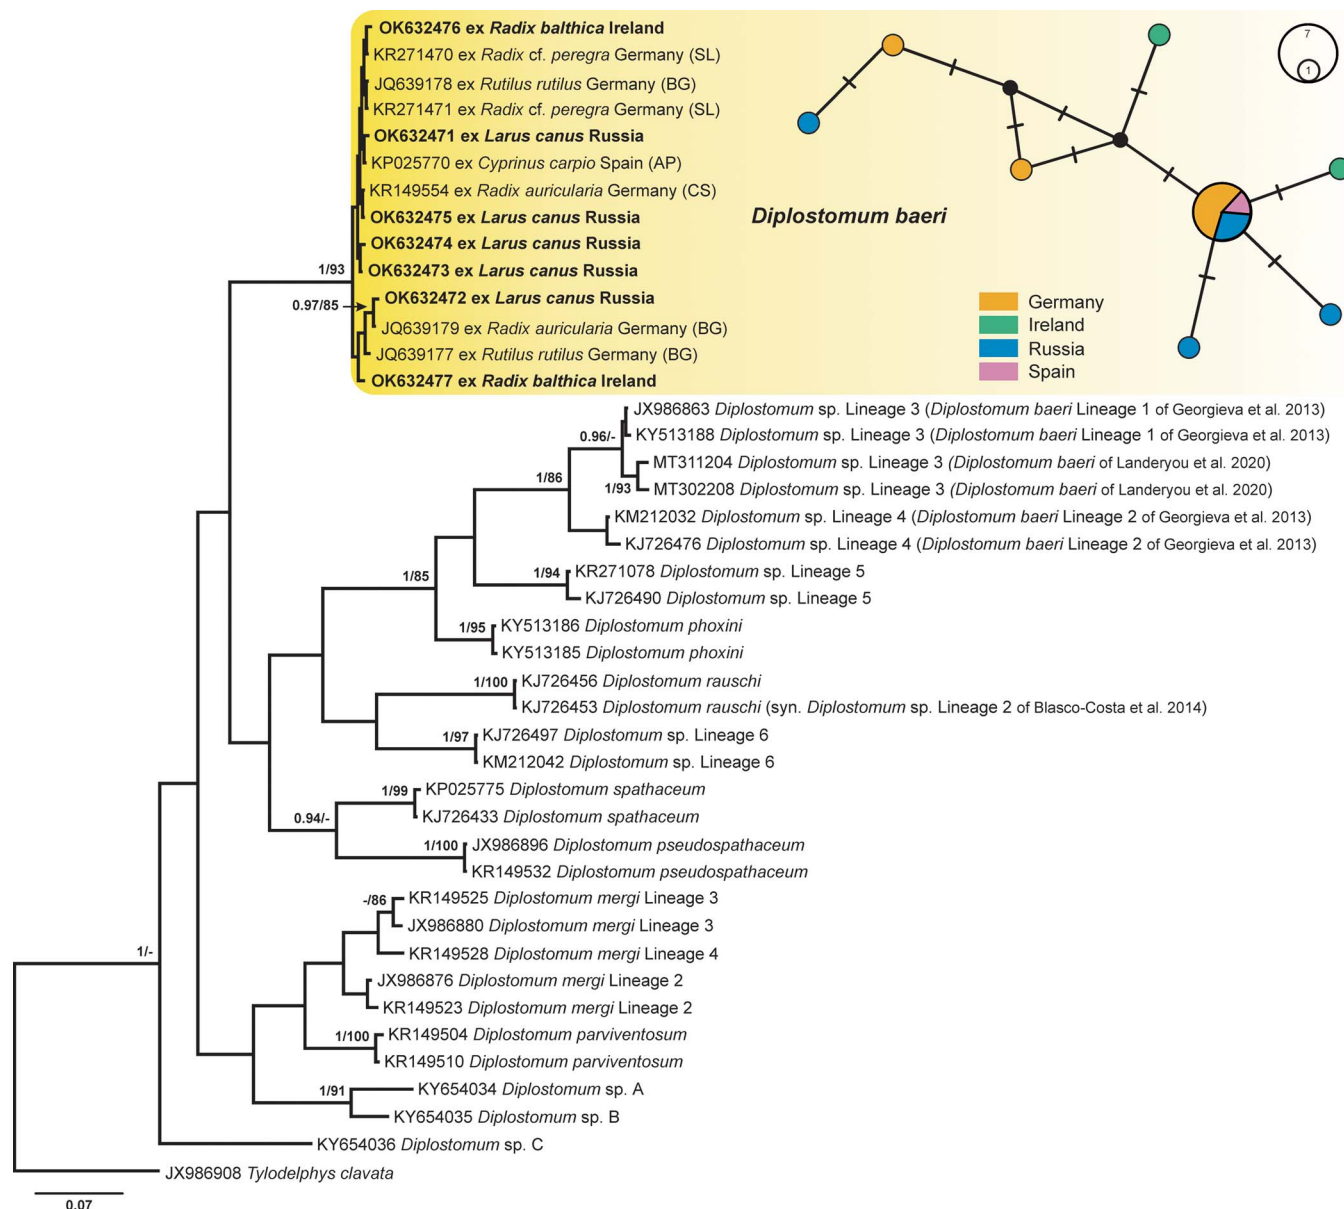 OK632476 ex Radix balthica Ireland
KR271470 ex Radix cf. peregra Germany (SL)
JQ639178 ex Rutilus rutilus Germany (BG)
KR271471 ex Radix cf. peregra Germany (SL)
OK632471 ex Larus canus Russia
KP025770 ex Cyprinus carpio Spain (AP)
KR149554 ex Radix auricularia Germany (CS)
OK632475 ex Larus canus Russia
OK632474 ex Larus canus Russia
1/93
OK632473 ex Larus canus Russia
0.97/85
OK632472 ex Larus canus Russia
JQ639179 ex Radix auricularia Germany (BG)
JQ639177 ex Rutilus rutilus Germany (BG)
OK632477 ex Radix balthica Ireland
7
1
Diplostomum baeri
Germany
Ireland
Russia
Spain
JX986863 Diplostomum sp. Lineage 3 (Diplostomum baeri Lineage 1 of Georgieva et al. 2013)
0.96/-
KY513188 Diplostomum sp. Lineage 3 (Diplostomum baeri Lineage 1 of Georgieva et al. 2013)
MT311204 Diplostomum sp. Lineage 3 (Diplostomum baeri of Landeryou et al. 2020)
1/86
1/93
MT302208 Diplostomum sp. Lineage 3 (Diplostomum baeri of Landeryou et al. 2020)
KM212032 Diplostomum sp. Lineage 4 (Diplostomum baeri Lineage 2 of Georgieva et al. 2013)
KJ726476 Diplostomum sp. Lineage 4 (Diplostomum baeri Lineage 2 of Georgieva et al. 2013)
1/85
1/94
KR271078 Diplostomum sp. Lineage 5
KJ726490 Diplostomum sp. Lineage 5
1/95
KY513186 Diplostomum phoxini
KY513185 Diplostomum phoxini
1/100
KJ726456 Diplostomum rauschi
KJ726453 Diplostomum rauschi (syn. Diplostomum sp. Lineage 2 of Blasco-Costa et al. 2014)
1/97
KJ726497 Diplostomum sp. Lineage 6
KM212042 Diplostomum sp. Lineage 6
1/99
KP025775 Diplostomum spathaceum
0.94/-
KJ726433 Diplostomum spathaceum
1/100
JX986896 Diplostomum pseudospathaceum
KR149532 Diplostomum pseudospathaceum
-/86
KR149525 Diplostomum mergi Lineage 3
JX986880 Diplostomum mergi Lineage 3
1/-
KR149528 Diplostomum mergi Lineage 4
JX986876 Diplostomum mergi Lineage 2
KR149523 Diplostomum mergi Lineage 2
1/100
KR149504 Diplostomum parviventosum
KR149510 Diplostomum parviventosum
1/91
KY654034 Diplostomum sp. A
KY654035 Diplostomum sp. B
KY654036 Diplostomum sp. C
JX986908 Tylodelphys clavata
0.07